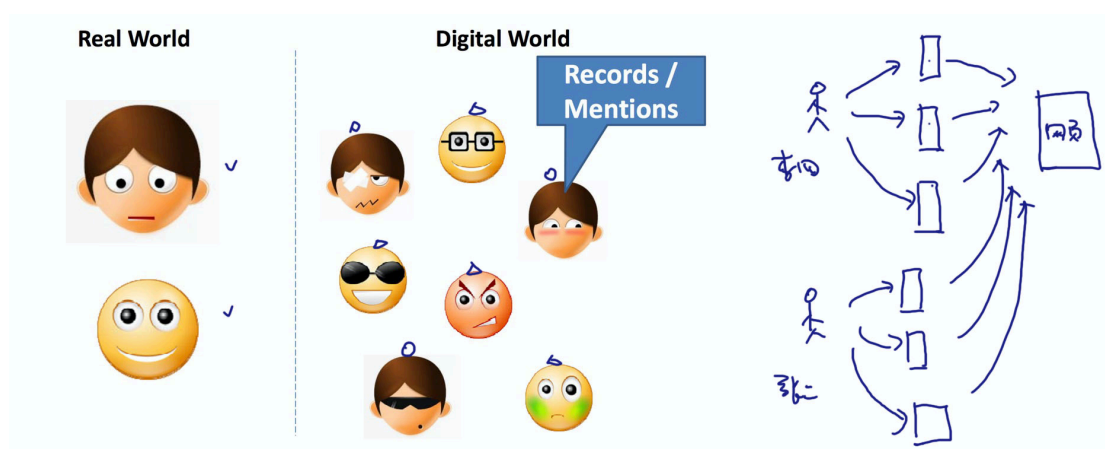 Real World
Digital World
Records /
Mentions
网页
李四
张三